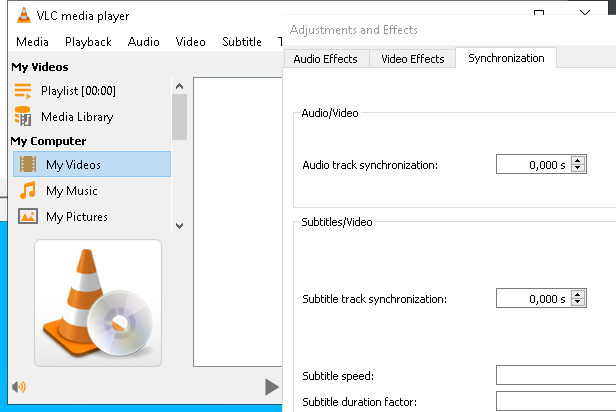 VLC media player
Media Playback Audio Video Subtitle
My Videos
Playlist [00:00]
Media Library
My Computer
My Videos
My Music
My Pictures
Adjustments and Effects
Audio Effects Video Effects Synchronization
Audio/Video
Audio track synchronization: 0,000 s
Subtitles/Video
Subtitle track synchronization: 0,000 s
Subtitle speed:
Subtitle duration factor: